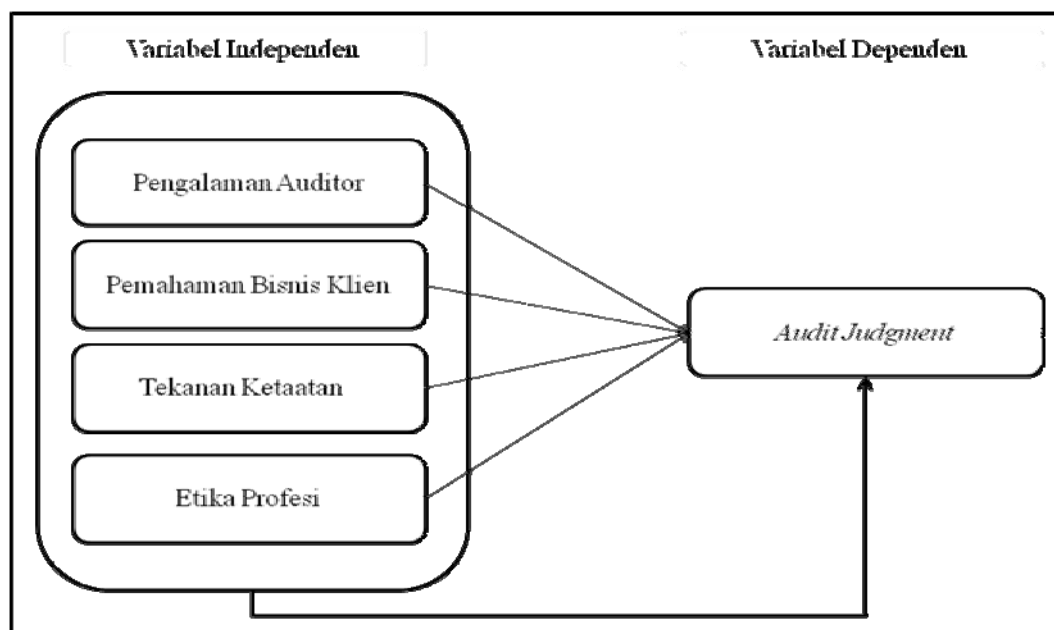 Variabel Independen
Variabel Dependen
Pengalaman Auditor
Pemahaman Bisnis Klien
Audit Judgment
Tekanan Ketaatan
Etika Profesi